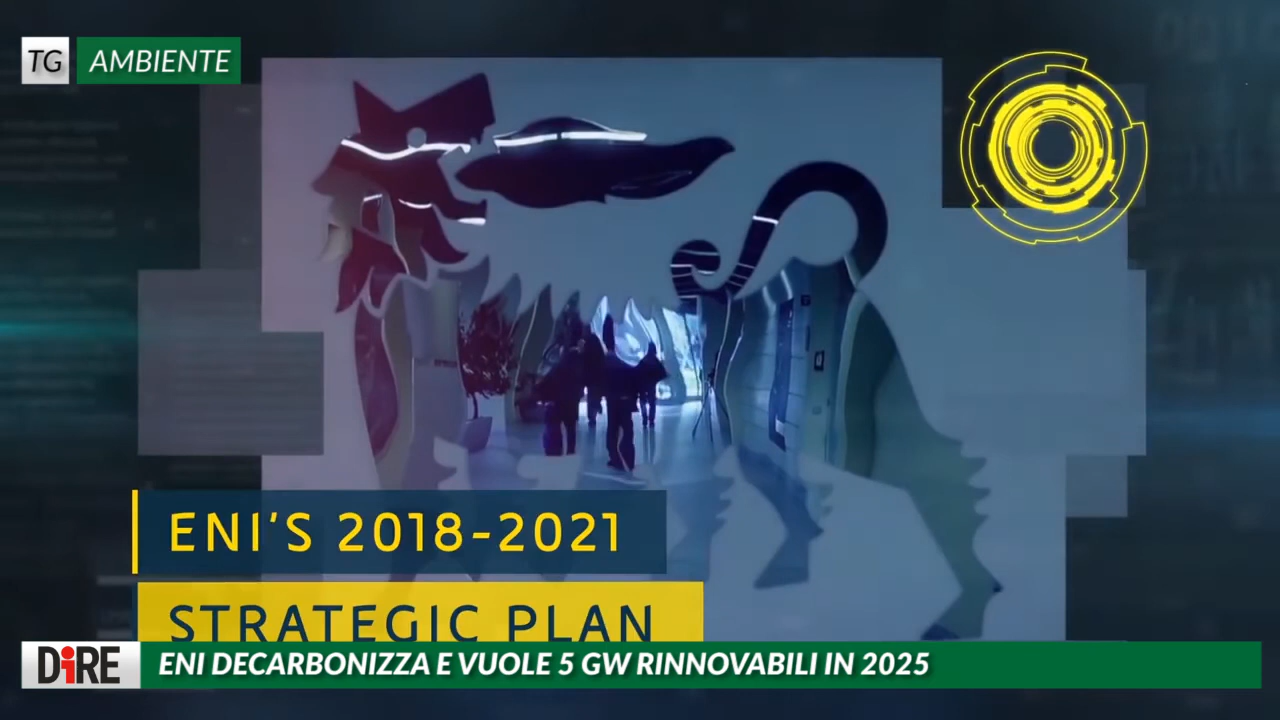 TG AMBIENTE
ENI'S 2018-2021
STRATEGIC PLAN
DiRE ENI DECARBONIZZA E VUOLE 5 GW RINNOVABILI IN 2025